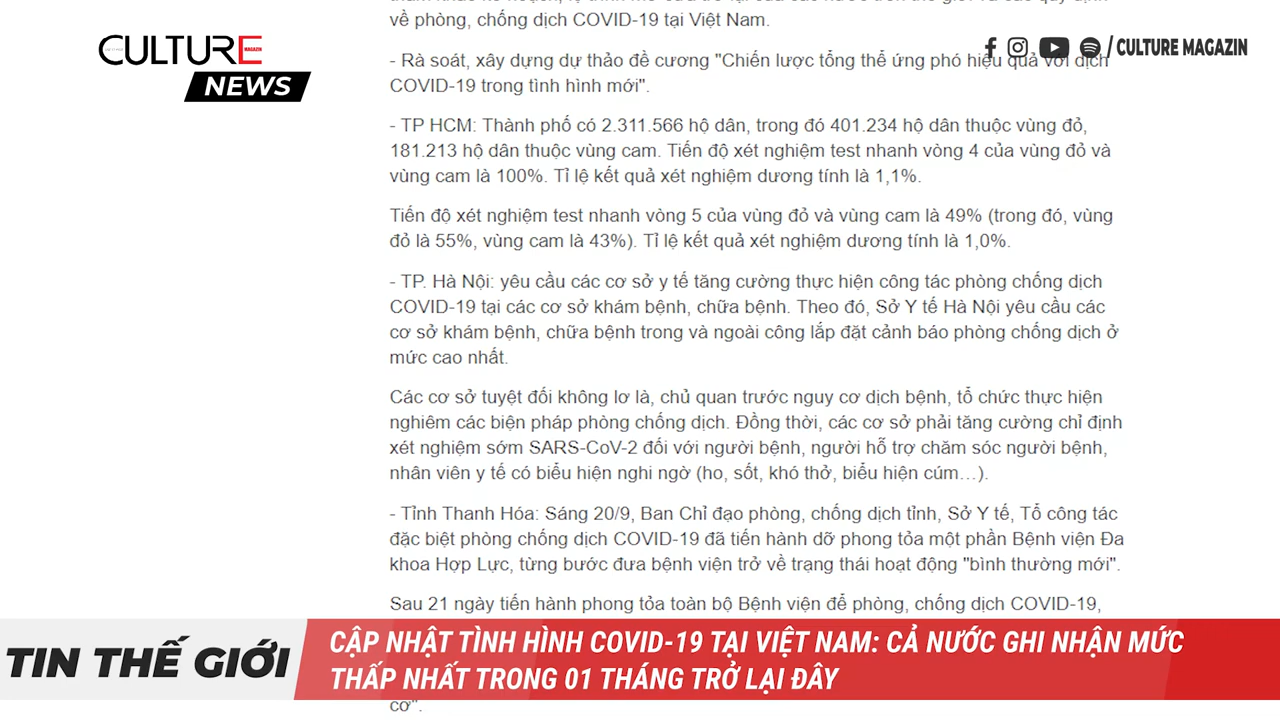 về phòng, chống dịch COVID-19 tại Việt Nam.
CULTURE
MAGAZIN
NEWS
/ CULTURE MAGAZIN
- Rà soát, xây dựng dự thảo đề cương "Chiến lược tổng thể ứng phó hiệu quả với dịch
COVID-19 trong tình hình mới".
- TP HCM: Thành phố có 2.311.566 hộ dân, trong đó 401.234 hộ dân thuộc vùng đỏ,
181.213 hộ dân thuộc vùng cam. Tiến độ xét nghiệm test nhanh vòng 4 của vùng đỏ và
vùng cam là 100%. Tỉ lệ kết quả xét nghiệm dương tính là 1,1%.
Tiến độ xét nghiệm test nhanh vòng 5 của vùng đỏ và vùng cam là 49% (trong đó, vùng
đỏ là 55%, vùng cam là 43%). Tỉ lệ kết quả xét nghiệm dương tính là 1,0%.
- TP. Hà Nội: yêu cầu các cơ sở y tế tăng cường thực hiện công tác phòng chống dịch
COVID-19 tại các cơ sở khám bệnh, chữa bệnh. Theo đó, Sở Y tế Hà Nội yêu cầu các
cơ sở khám bệnh, chữa bệnh trong và ngoài công lắp đặt cảnh báo phòng chống dịch ở
mức cao nhất.
Các cơ sở tuyệt đối không lơ là, chủ quan trước nguy cơ dịch bệnh, tổ chức thực hiện
nghiêm các biện pháp phòng chống dịch. Đồng thời, các cơ sở phải tăng cường chỉ định
xét nghiệm sớm SARS-CoV-2 đối với người bệnh, người hỗ trợ chăm sóc người bệnh,
nhân viên y tế có biểu hiện nghi ngờ (ho, sốt, khó thở, biểu hiện cúm…).
- Tỉnh Thanh Hóa: Sáng 20/9, Ban Chỉ đạo phòng, chống dịch tỉnh, Sở Y tế, Tổ công tác
đặc biệt phòng chống dịch COVID-19 đã tiến hành dỡ phong tỏa một phần Bệnh viện Đa
khoa Hợp Lực, từng bước đưa bệnh viện trở về trạng thái hoạt động "bình thường mới".
Sau 21 ngày tiến hành phong tỏa toàn bộ Bệnh viện để phòng, chống dịch COVID-19,
TIN THẾ GIỚI
CẬP NHẬT TÌNH HÌNH COVID-19 TẠI VIỆT NAM: CẢ NƯỚC GHI NHẬN MỨC
THẤP NHẤT TRONG 01 THÁNG TRỞ LẠI ĐÂY
cơ".